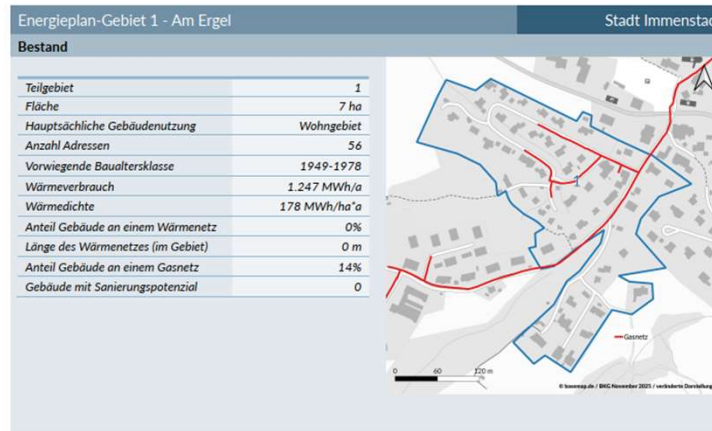 Energieplan-Gebiet 1 - Am Ergel
Stadt Immenstad
Bestand
Teilgebiet 1
Fläche 7 ha
Hauptsächliche Gebäudenutzung Wohngebiet
Anzahl Adressen 56
Vorwiegende Baualtersklasse 1949-1978
Wärmeverbrauch 1.247 MWh/a
Wärmedichte 178 MWh/ha*a
Anteil Gebäude an einem Wärmenetz 0%
Länge des Wärmenetzes (im Gebiet) 0 m
Anteil Gebäude an einem Gasnetz 14%
Gebäude mit Sanierungspotenzial 0
1
Gasnetz
0 60 120 m
© basemap.de / BKG November 2025 / veränderte Darstellung